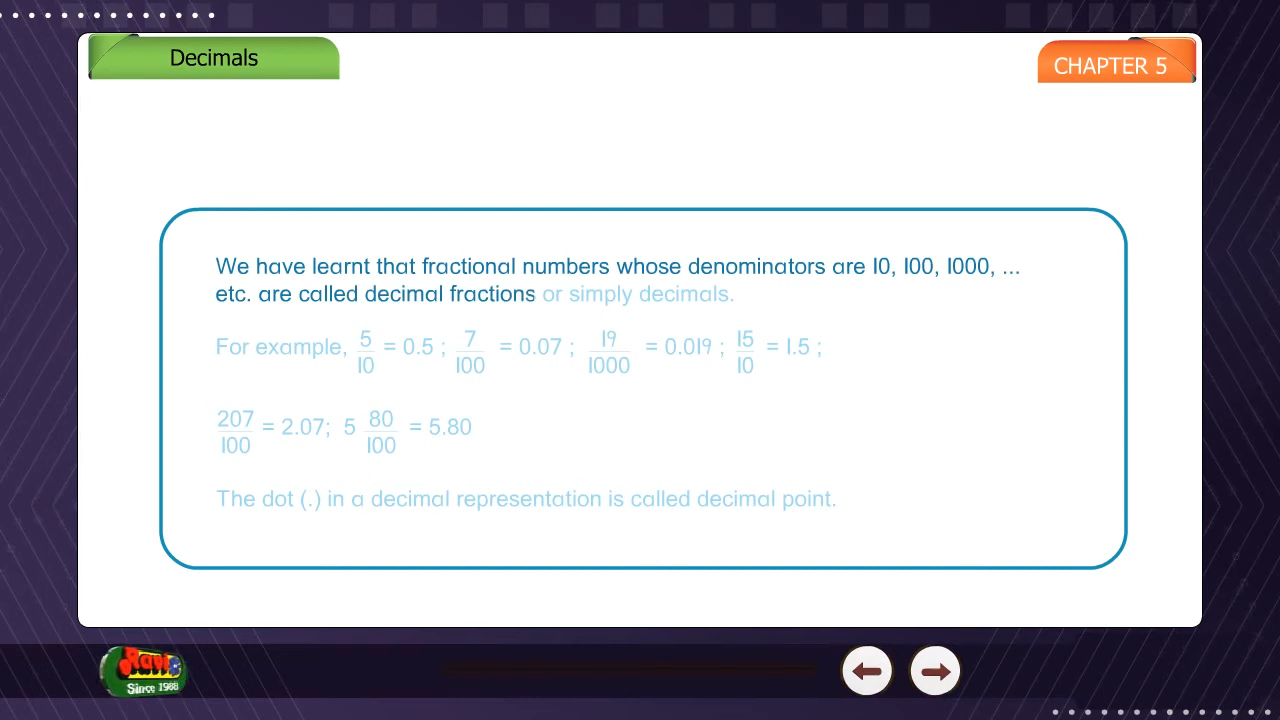 Decimals
CHAPTER 5
We have learnt that fractional numbers whose denominators are 10, 100, 1000, ...
etc. are called decimal fractions or simply decimals.
For example, 5/10 = 0.5 ; 7/100 = 0.07 ; 19/1000 = 0.019 ; 15/10 = 1.5 ;
207/100 = 2.07; 5 80/100 = 5.80
The dot (.) in a decimal representation is called decimal point.
Since 1988